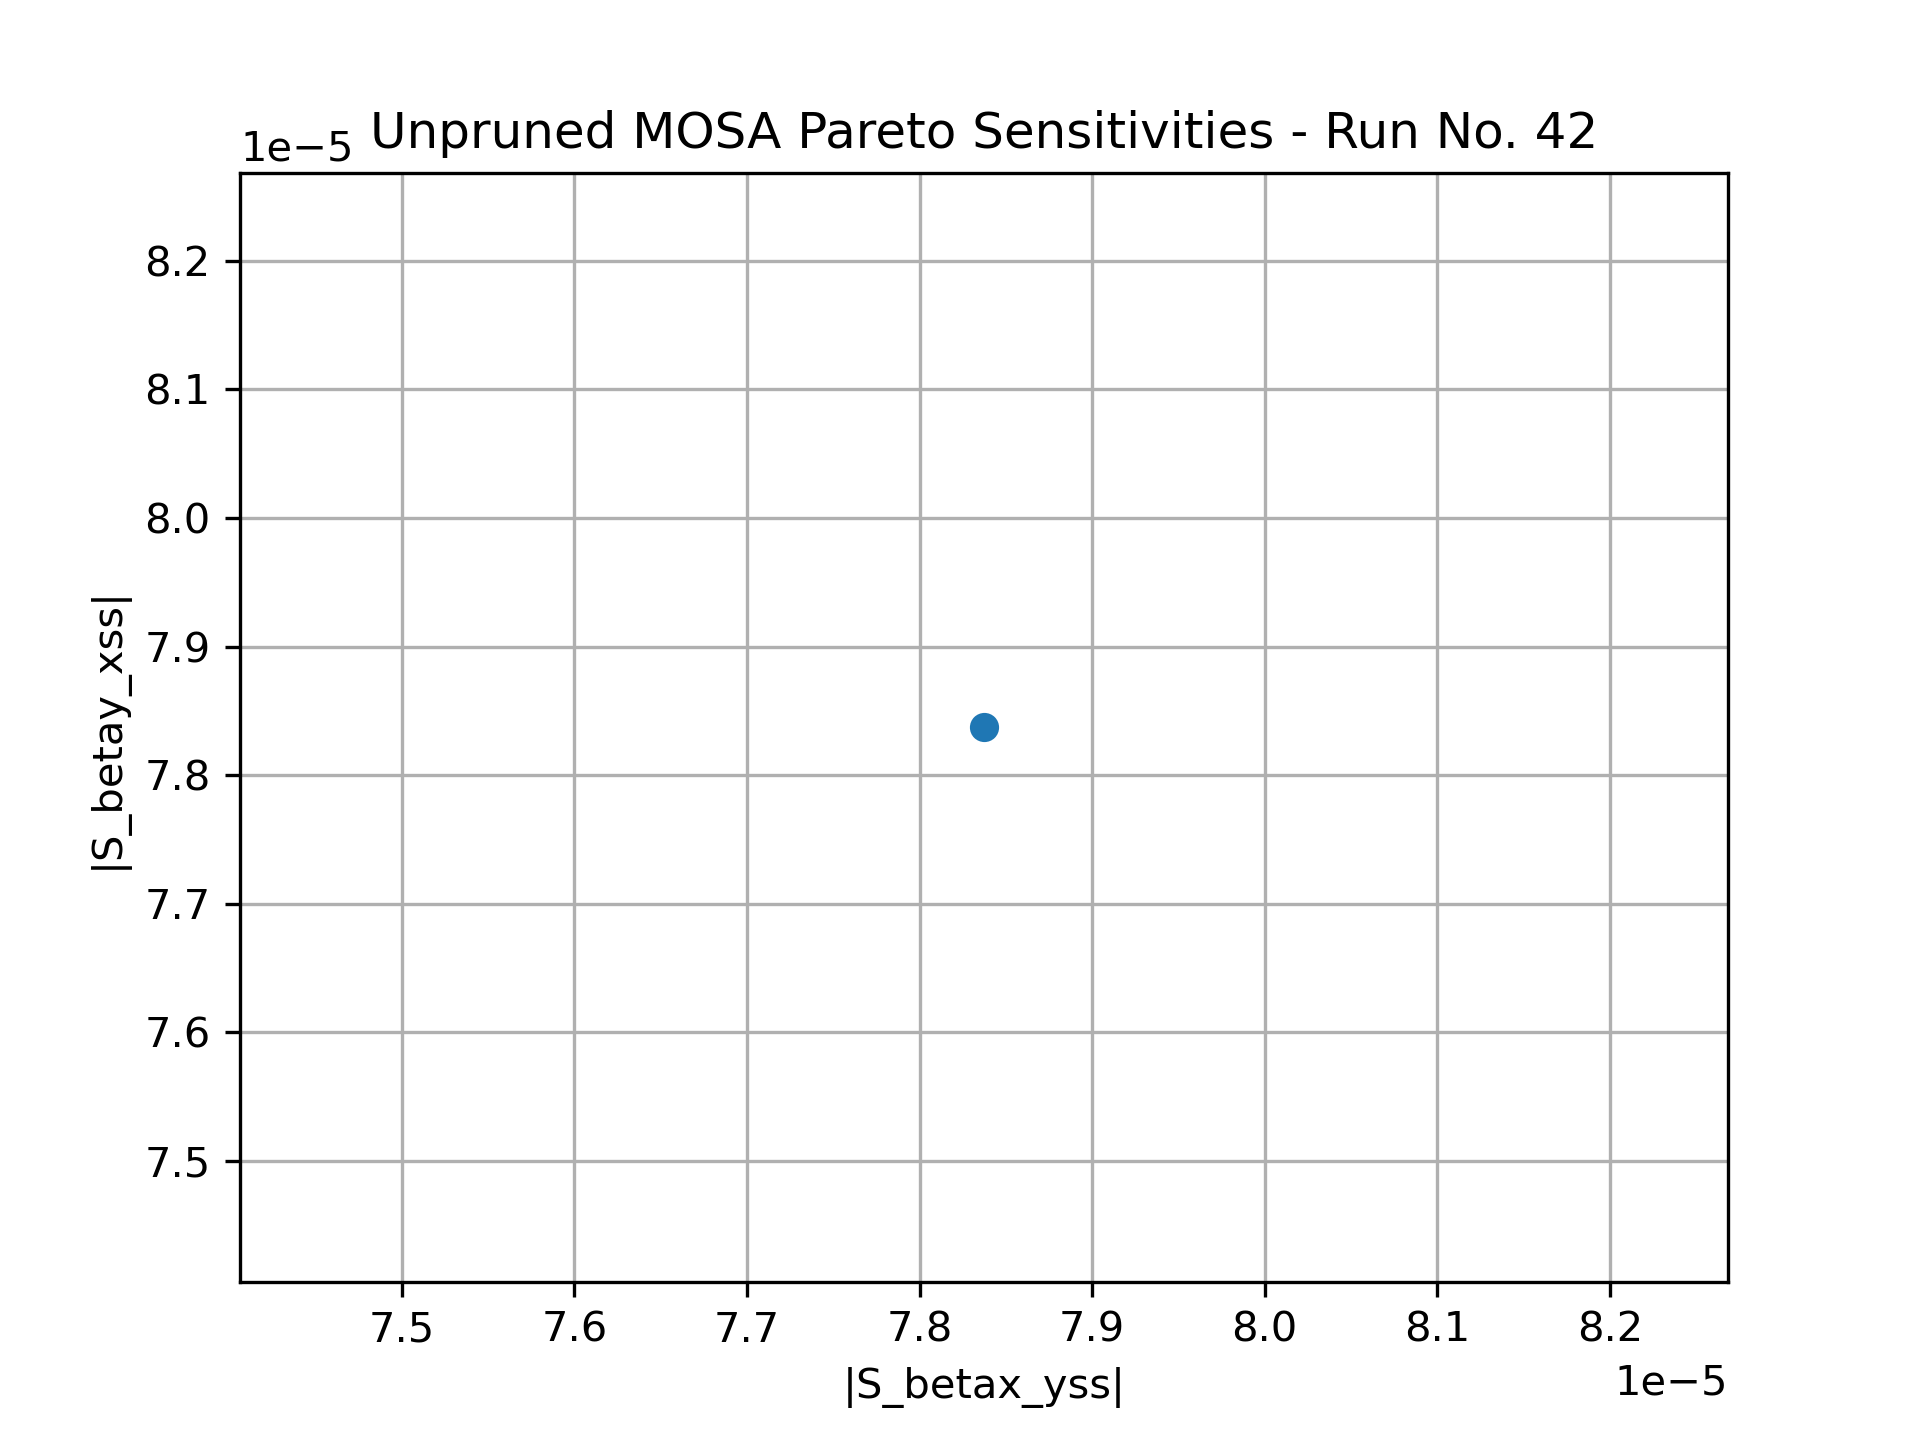 Unpruned MOSA Pareto Sensitivities - Run No. 42
1e−5
8.2
8.1
8.0
7.9
7.8
7.7
7.6
7.5
|S_betay_xss|
7.5 7.6 7.7 7.8 7.9 8.0 8.1 8.2
1e−5
|S_betax_yss|